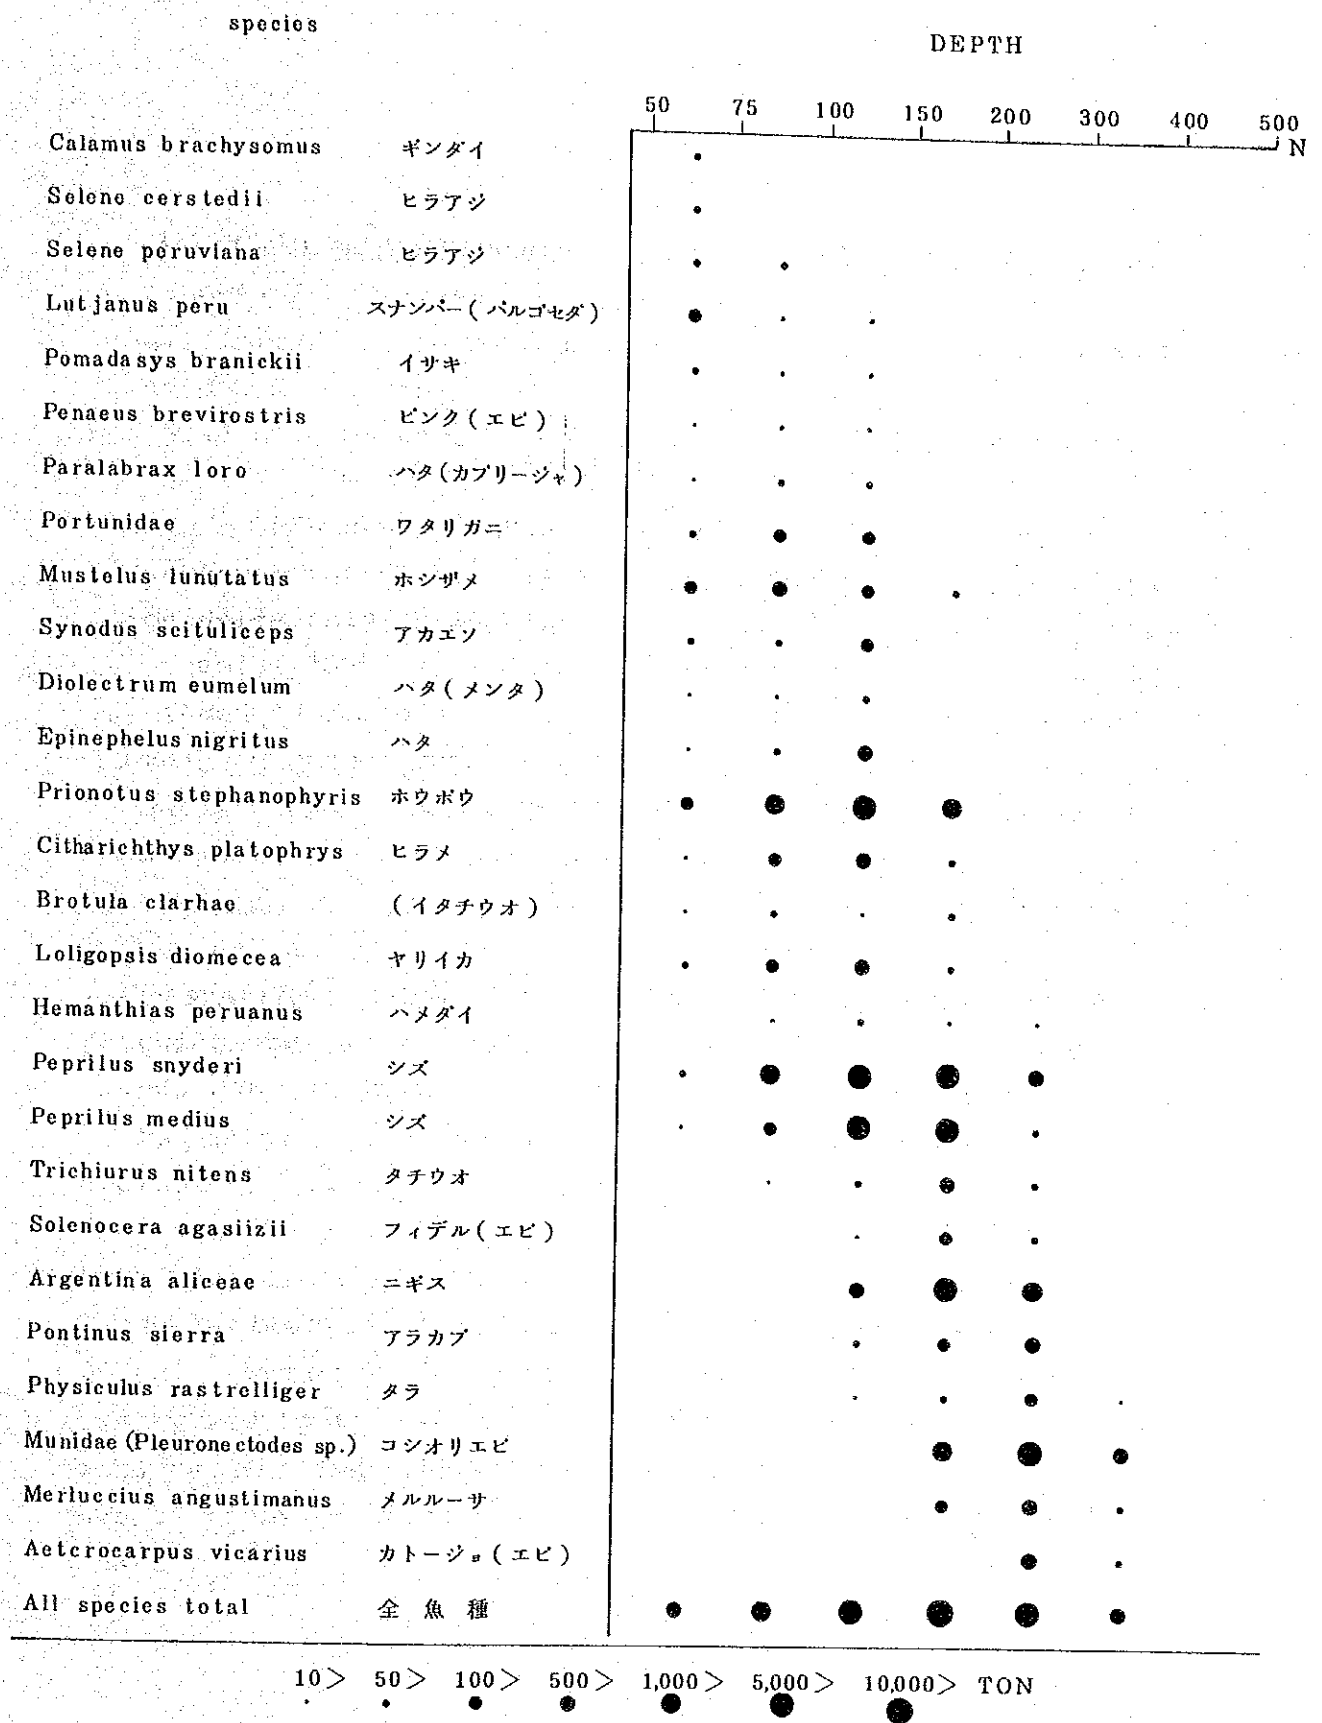 species
DEPTH
50 75 100 150 200 300 400 500
N
Calamus brachysomus ギンダイ
Selene cerstedii ヒラアジ
Selene peruviana ヒラアジ
Lutjanus peru スナンパー(パルゴセダ)
Pomadasys branickii イサキ
Penaeus brevirostris ピンク(エビ)
Paralabrax loro ハタ(カブリージャ)
Portunidae ワタリガニ
Mustelus lunutatus ホシザメ
Synodus scituliceps アカエソ
Diolectrum eumelum ハタ(メンタ)
Epinephelus nigritus ハタ
Prionotus stephanophyris ホウボウ
Citharichthys platophrys ヒラメ
Brotula clarhae (イタチウオ)
Loligopsis diomecea ヤリイカ
Hemanthias peruanus ハメダイ
Peprilus snyderi シズ
Peprilus medius シズ
Trichiurus nitens タチウオ
Solenocera agasiizii フィデル(エビ)
Argentina aliceae ニギス
Pontinus sierra アラカブ
Physiculus rastrelliger タラ
Munidae (Pleuronectodes sp.) コシオリエビ
Merluccius angustimanus メルルーサ
Aetcrocarpus vicarius カトージョ(エビ)
All species total 全魚種
10> 50> 100> 500> 1,000> 5,000> 10,000> TON